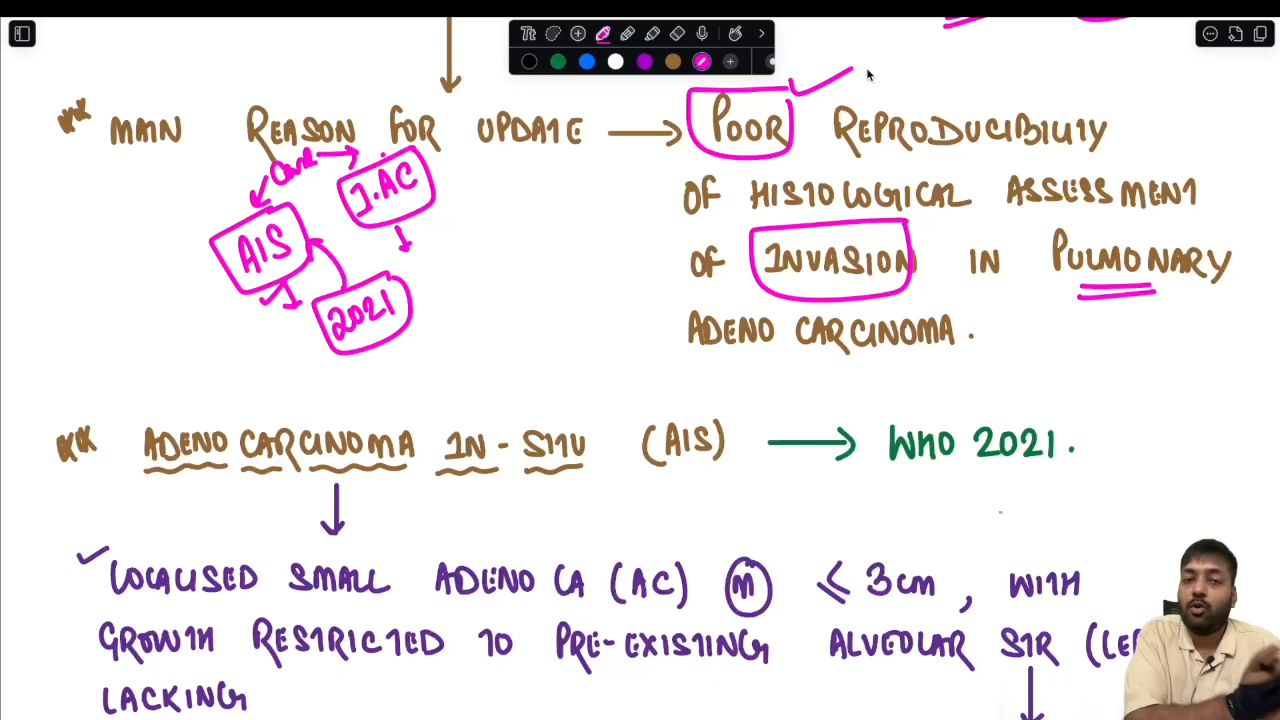 ** MAIN REASON FOR UPDATE → POOR REPRODUCIBILITY
OF HISTOLOGICAL ASSESSMENT
OF INVASION IN PULMONARY
ADENO CARCINOMA.
I.AC
AIS
2021
** ADENO CARCINOMA IN-SITU (AIS) → WHO 2021.
✓ LOCALISED SMALL ADENO CA (AC) m ≤ 3cm, WITH
GROWTH RESTRICTED TO PRE-EXISTING ALVEOLAR STR (LE
LACKING